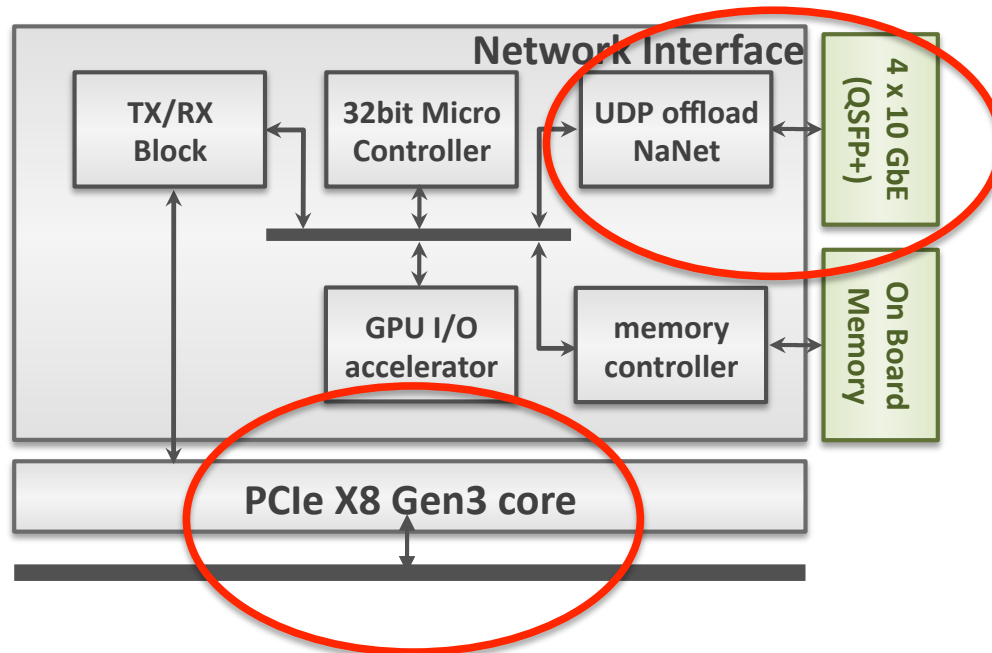 Network Interface
TX/RX
Block
32bit Micro
Controller
UDP offload
NaNet
4 x 10 GbE
(QSFP+)
GPU I/O
accelerator
memory
controller
On Board
Memory
PCIe X8 Gen3 core